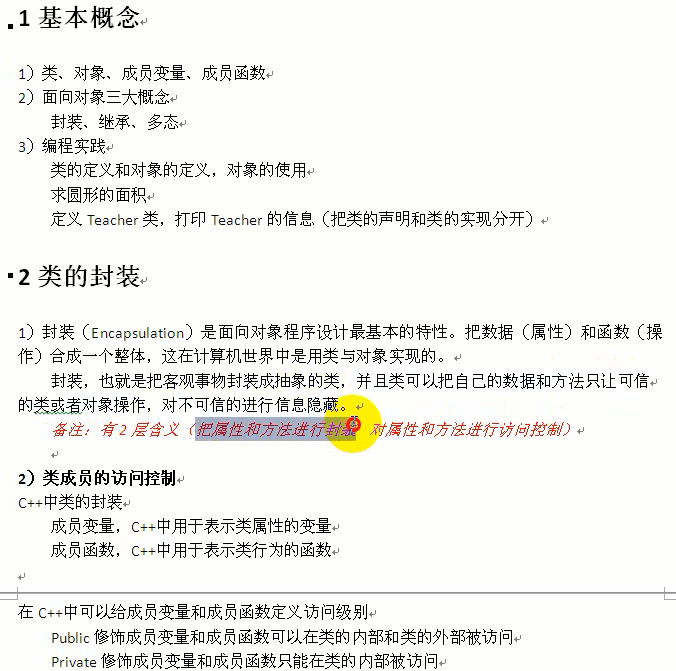 1 基本概念
1）类、对象、成员变量、成员函数
2）面向对象三大概念
封装、继承、多态
3）编程实践
类的定义和对象的定义，对象的使用
求圆形的面积
定义 Teacher 类，打印 Teacher 的信息（把类的声明和类的实现分开）
2 类的封装
1）封装（Encapsulation）是面向对象程序设计最基本的特性。把数据（属性）和函数（操
作）合成一个整体，这在计算机世界中是用类与对象实现的。
封装，也就是把客观事物封装成抽象的类，并且类可以把自己的数据和方法只让可信
的类或者对象操作，对不可信的进行信息隐藏。
备注：有 2 层含义（把属性和方法进行封装 对属性和方法进行访问控制）
2）类成员的访问控制
C++中类的封装
成员变量，C++中用于表示类属性的变量
成员函数，C++中用于表示类行为的函数
在 C++中可以给成员变量和成员函数定义访问级别
Public 修饰成员变量和成员函数可以在类的内部和类的外部被访问
Private 修饰成员变量和成员函数只能在类的内部被访问